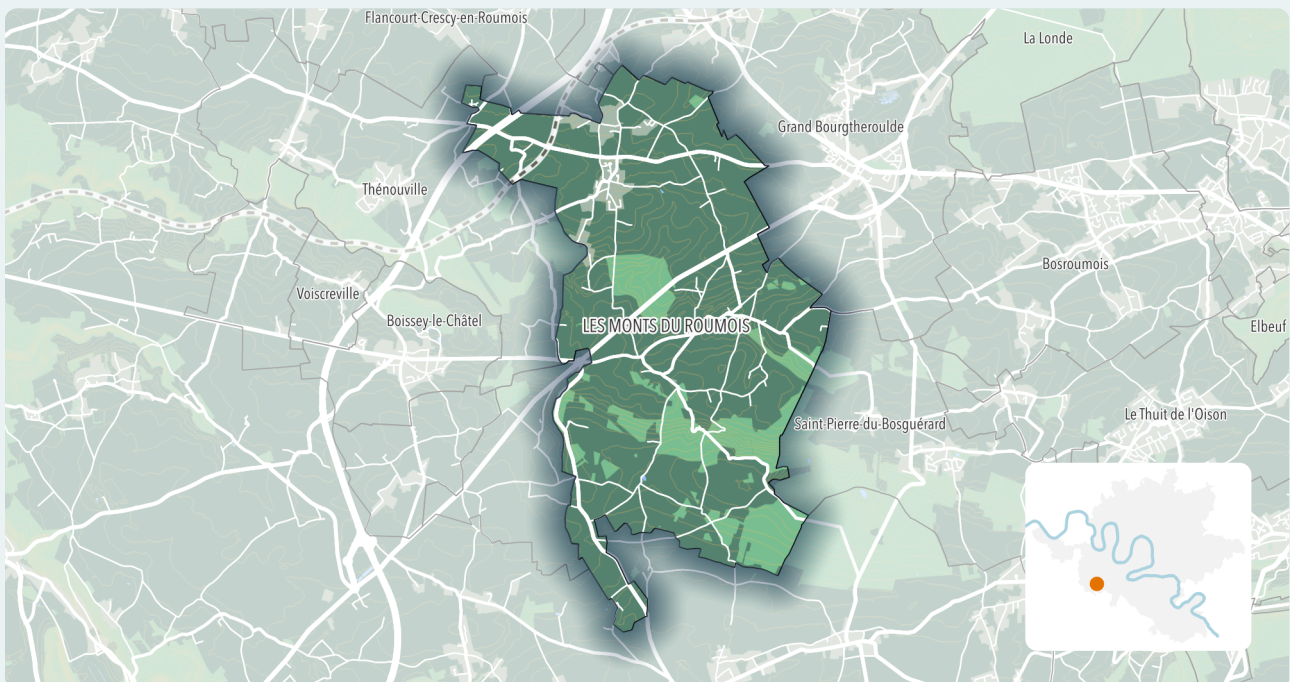 Flancourt-Crescy-en-Roumois
La Londe
Grand Bourgtheroulde
Thénouville
Bosroumois
Voiscreville
Boissey-le-Châtel
LES MONTS DU ROUMOIS
Elbeuf
Le Thuit de l'Oison
Saint-Pierre-du-Bosguérard